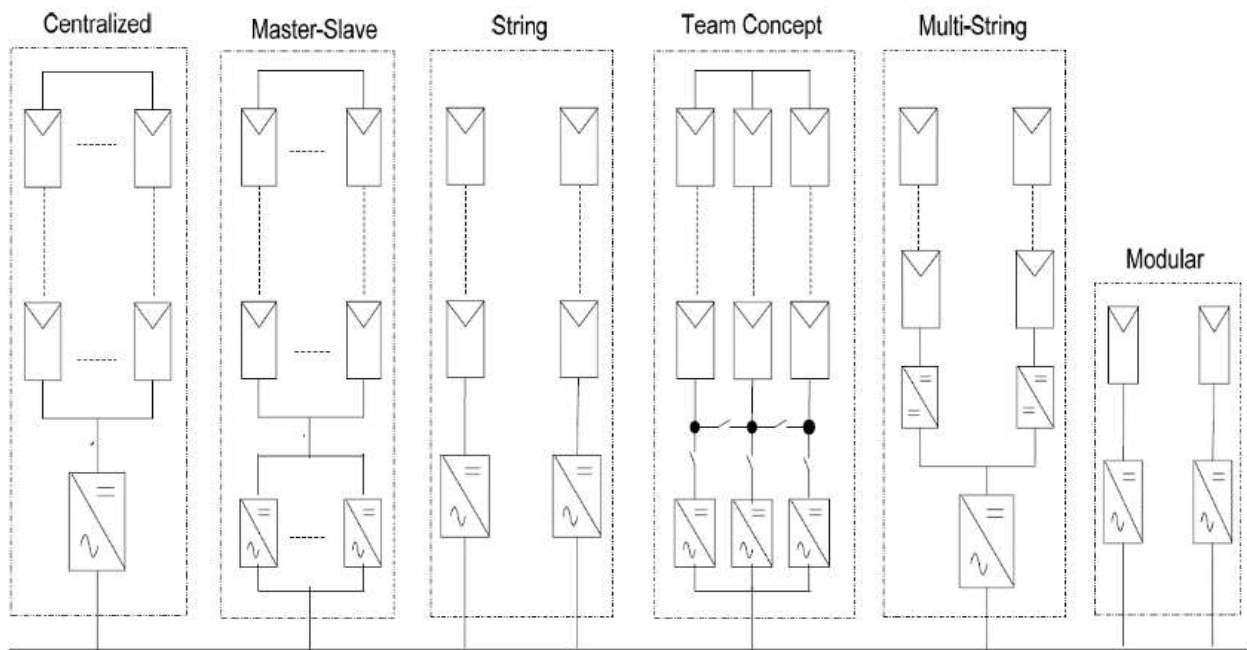 Centralized
Master-Slave
String
Team Concept
Multi-String
Modular